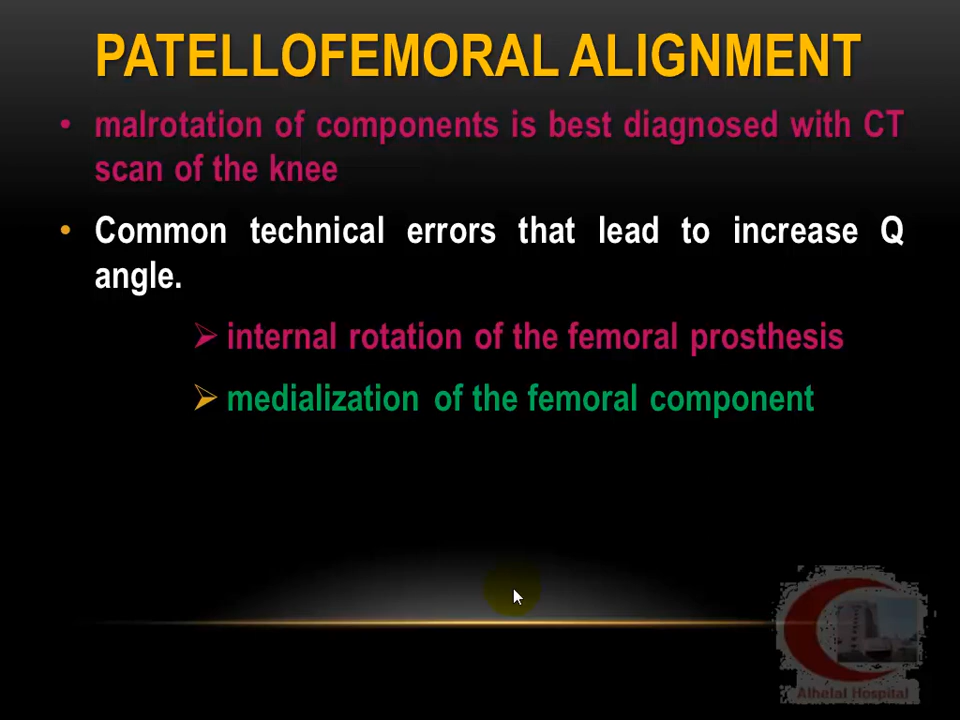 PATELLOFEMORAL ALIGNMENT
• malrotation of components is best diagnosed with CT
scan of the knee
• Common technical errors that lead to increase Q
angle.
➢ internal rotation of the femoral prosthesis
➢ medialization of the femoral component
Alhelal Hospital